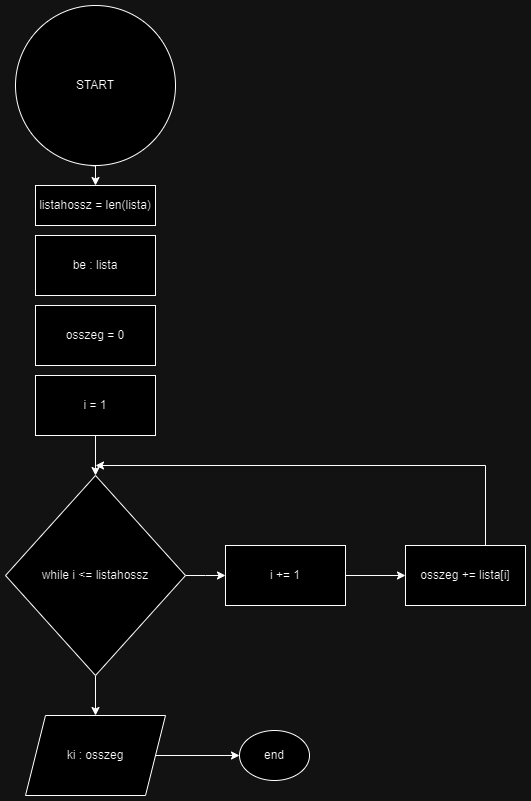 START
listahossz = len(lista)
be : lista
osszeg = 0
i = 1
while i <= listahossz
i += 1
osszeg += lista[i]
ki : osszeg
end